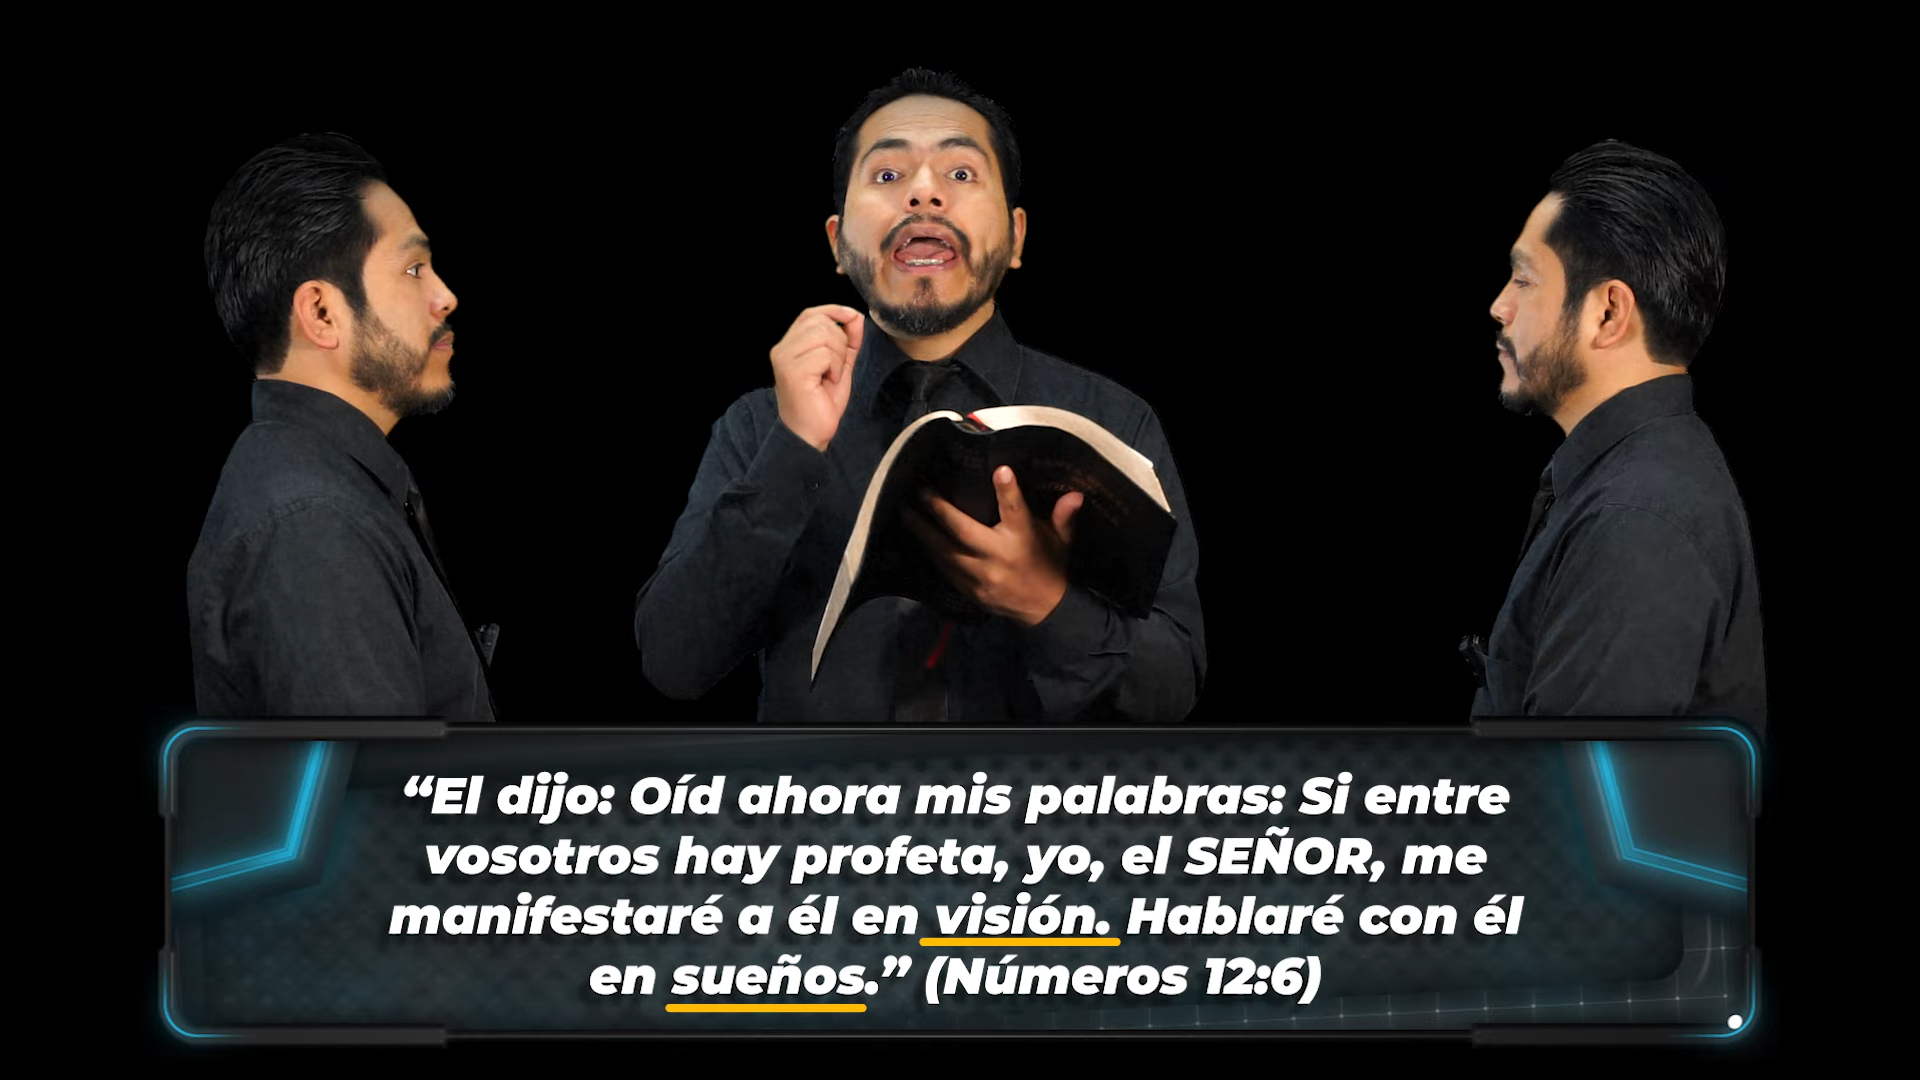 “El dijo: Oíd ahora mis palabras: Si entre
vosotros hay profeta, yo, el SEÑOR, me
manifestaré a él en visión. Hablaré con él
en sueños.” (Números 12:6)